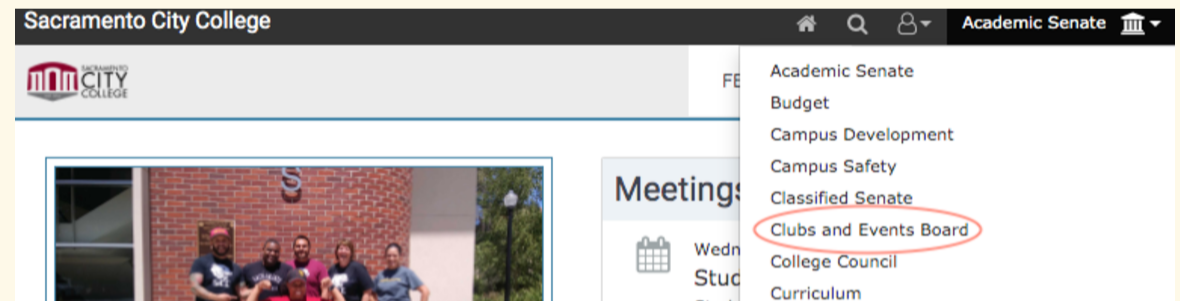 Sacramento City College
Academic Senate
SACRAMENTO
CITY
COLLEGE
FE
Academic Senate
Budget
Campus Development
Campus Safety
Classified Senate
Clubs and Events Board
College Council
Curriculum
Meetings
Wedn
Stud
S